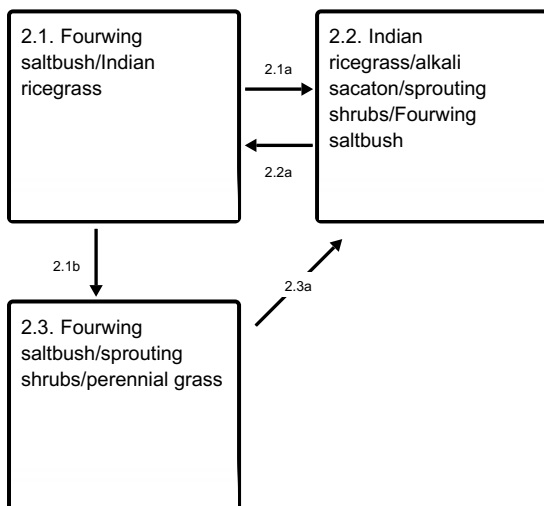 2.1. Fourwing
saltbush/Indian
ricegrass
2.1a
2.2. Indian
ricegrass/alkali
sacaton/sprouting
shrubs/Fourwing
saltbush
2.2a
2.1b
2.3a
2.3. Fourwing
saltbush/sprouting
shrubs/perennial grass